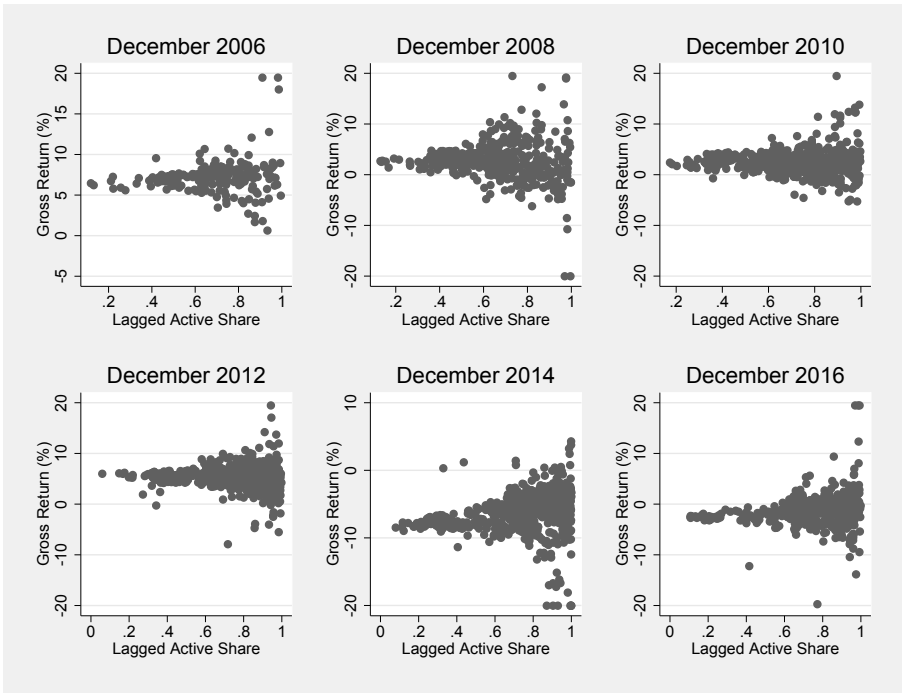 December 2006
Gross Return (%)
20
15
10
5
0
-5
.2 .4 .6 .8 1
Lagged Active Share
December 2008
Gross Return (%)
20
10
0
-10
-20
.2 .4 .6 .8 1
Lagged Active Share
December 2010
Gross Return (%)
20
10
0
-10
-20
.2 .4 .6 .8 1
Lagged Active Share
December 2012
Gross Return (%)
20
10
0
-10
-20
0 .2 .4 .6 .8 1
Lagged Active Share
December 2014
Gross Return (%)
10
0
-10
-20
0 .2 .4 .6 .8 1
Lagged Active Share
December 2016
Gross Return (%)
20
10
0
-10
-20
0 .2 .4 .6 .8 1
Lagged Active Share